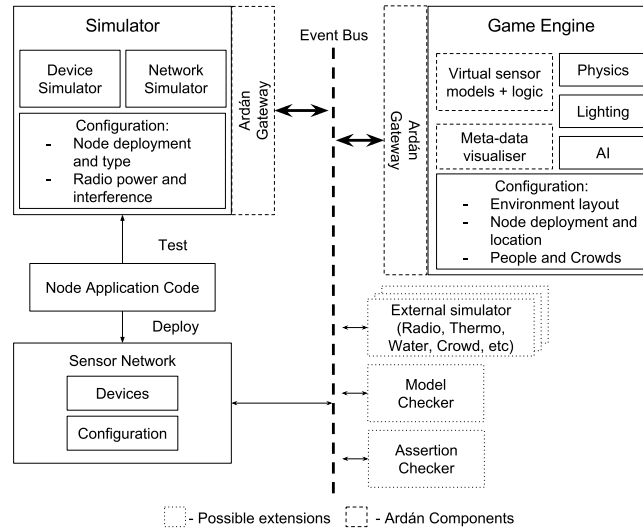 Simulator
Device
Simulator
Network
Simulator
Configuration:
- Node deployment
and type
- Radio power and
interference
Ardán
Gateway
Event Bus
Game Engine
Ardán
Gateway
Virtual sensor
models + logic
Meta-data
visualiser
Physics
Lighting
AI
Configuration:
- Environment layout
- Node deployment and
location
- People and Crowds
Test
Node Application Code
Deploy
Sensor Network
Devices
Configuration
External simulator
(Radio, Thermo,
Water, Crowd, etc)
Model
Checker
Assertion
Checker
- Possible extensions
- Ardán Components